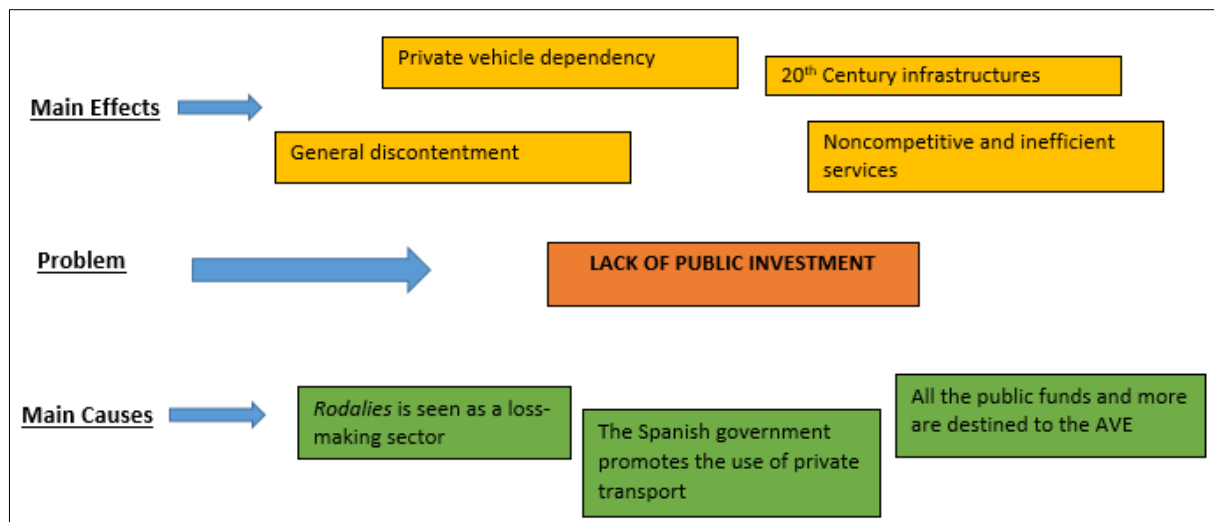 Private vehicle dependency
20th Century infrastructures
Main Effects
General discontentment
Noncompetitive and inefficient
services
Problem
LACK OF PUBLIC INVESTMENT
Main Causes
Rodalies is seen as a loss-
making sector
The Spanish government
promotes the use of private
transport
All the public funds and more
are destined to the AVE